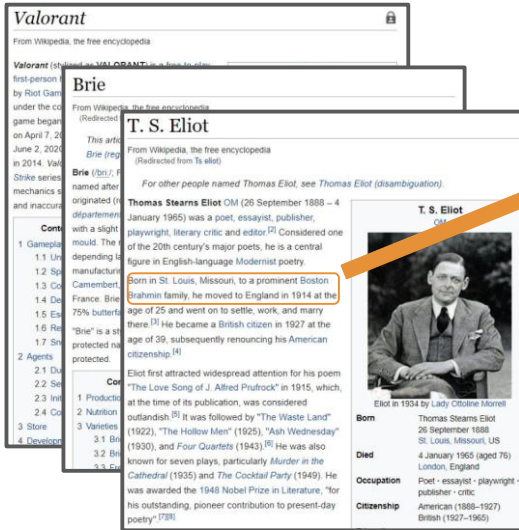 Valorant
From Wikipedia, the free encyclopedia
Valorant
first-person
by Riot Gam
under the co
game began
on April 7, 20
June 2, 2020
in 2014. Valo
Strike series
mechanics s
and inaccura
1 Gameplay
1.1
1.2 Sp
1.3 Co
1.4 De
1.5 Es
1.6 Re
1.7 Sn
2 Agents
2.1 Du
2.2 Se
2.3 Init
2.4 Co
3 Store
4 Developm
Brie
From Wikipedia, the free encyclopedia
(Redirected
This artic
Brie (reg
Brie (/briː/; F
named after
originated (r
département
with a slight
mould. The r
depending la
manufacturin
Camembert,
France. Brie
75% butterfa
"Brie" is a st
protected na
protected.
1 Productio
2 Nutrition
3 Varieties
3.1 Bri
3.2 Bri
3.3 Fre
T. S. Eliot
From Wikipedia, the free encyclopedia
(Redirected from Ts eliot)
For other people named Thomas Eliot, see Thomas Eliot (disambiguation).
Thomas Stearns Eliot OM (26 September 1888 – 4
January 1965) was a poet, essayist, publisher,
playwright, literary critic and editor.[2] Considered one
of the 20th century's major poets, he is a central
figure in English-language Modernist poetry.
Born in St. Louis, Missouri, to a prominent Boston
Brahmin family, he moved to England in 1914 at the
age of 25 and went on to settle, work, and marry
there.[3] He became a British citizen in 1927 at the
age of 39, subsequently renouncing his American
citizenship.[4]
Eliot first attracted widespread attention for his poem
"The Love Song of J. Alfred Prufrock" in 1915, which,
at the time of its publication, was considered
outlandish.[5] It was followed by "The Waste Land"
(1922), "The Hollow Men" (1925), "Ash Wednesday"
(1930), and Four Quartets (1943).[6] He was also
known for seven plays, particularly Murder in the
Cathedral (1935) and The Cocktail Party (1949). He
was awarded the 1948 Nobel Prize in Literature, "for
his outstanding, pioneer contribution to present-day
poetry".[7][8]
T. S. Eliot
OM
Eliot in 1934 by Lady Ottoline Morrell
Born Thomas Stearns Eliot
26 September 1888
St. Louis, Missouri, US
Died 4 January 1965 (aged 76)
London, England
Occupation Poet · essayist · playwright ·
publisher · critic
Citizenship American (1888–1927)
British (1927–1965)